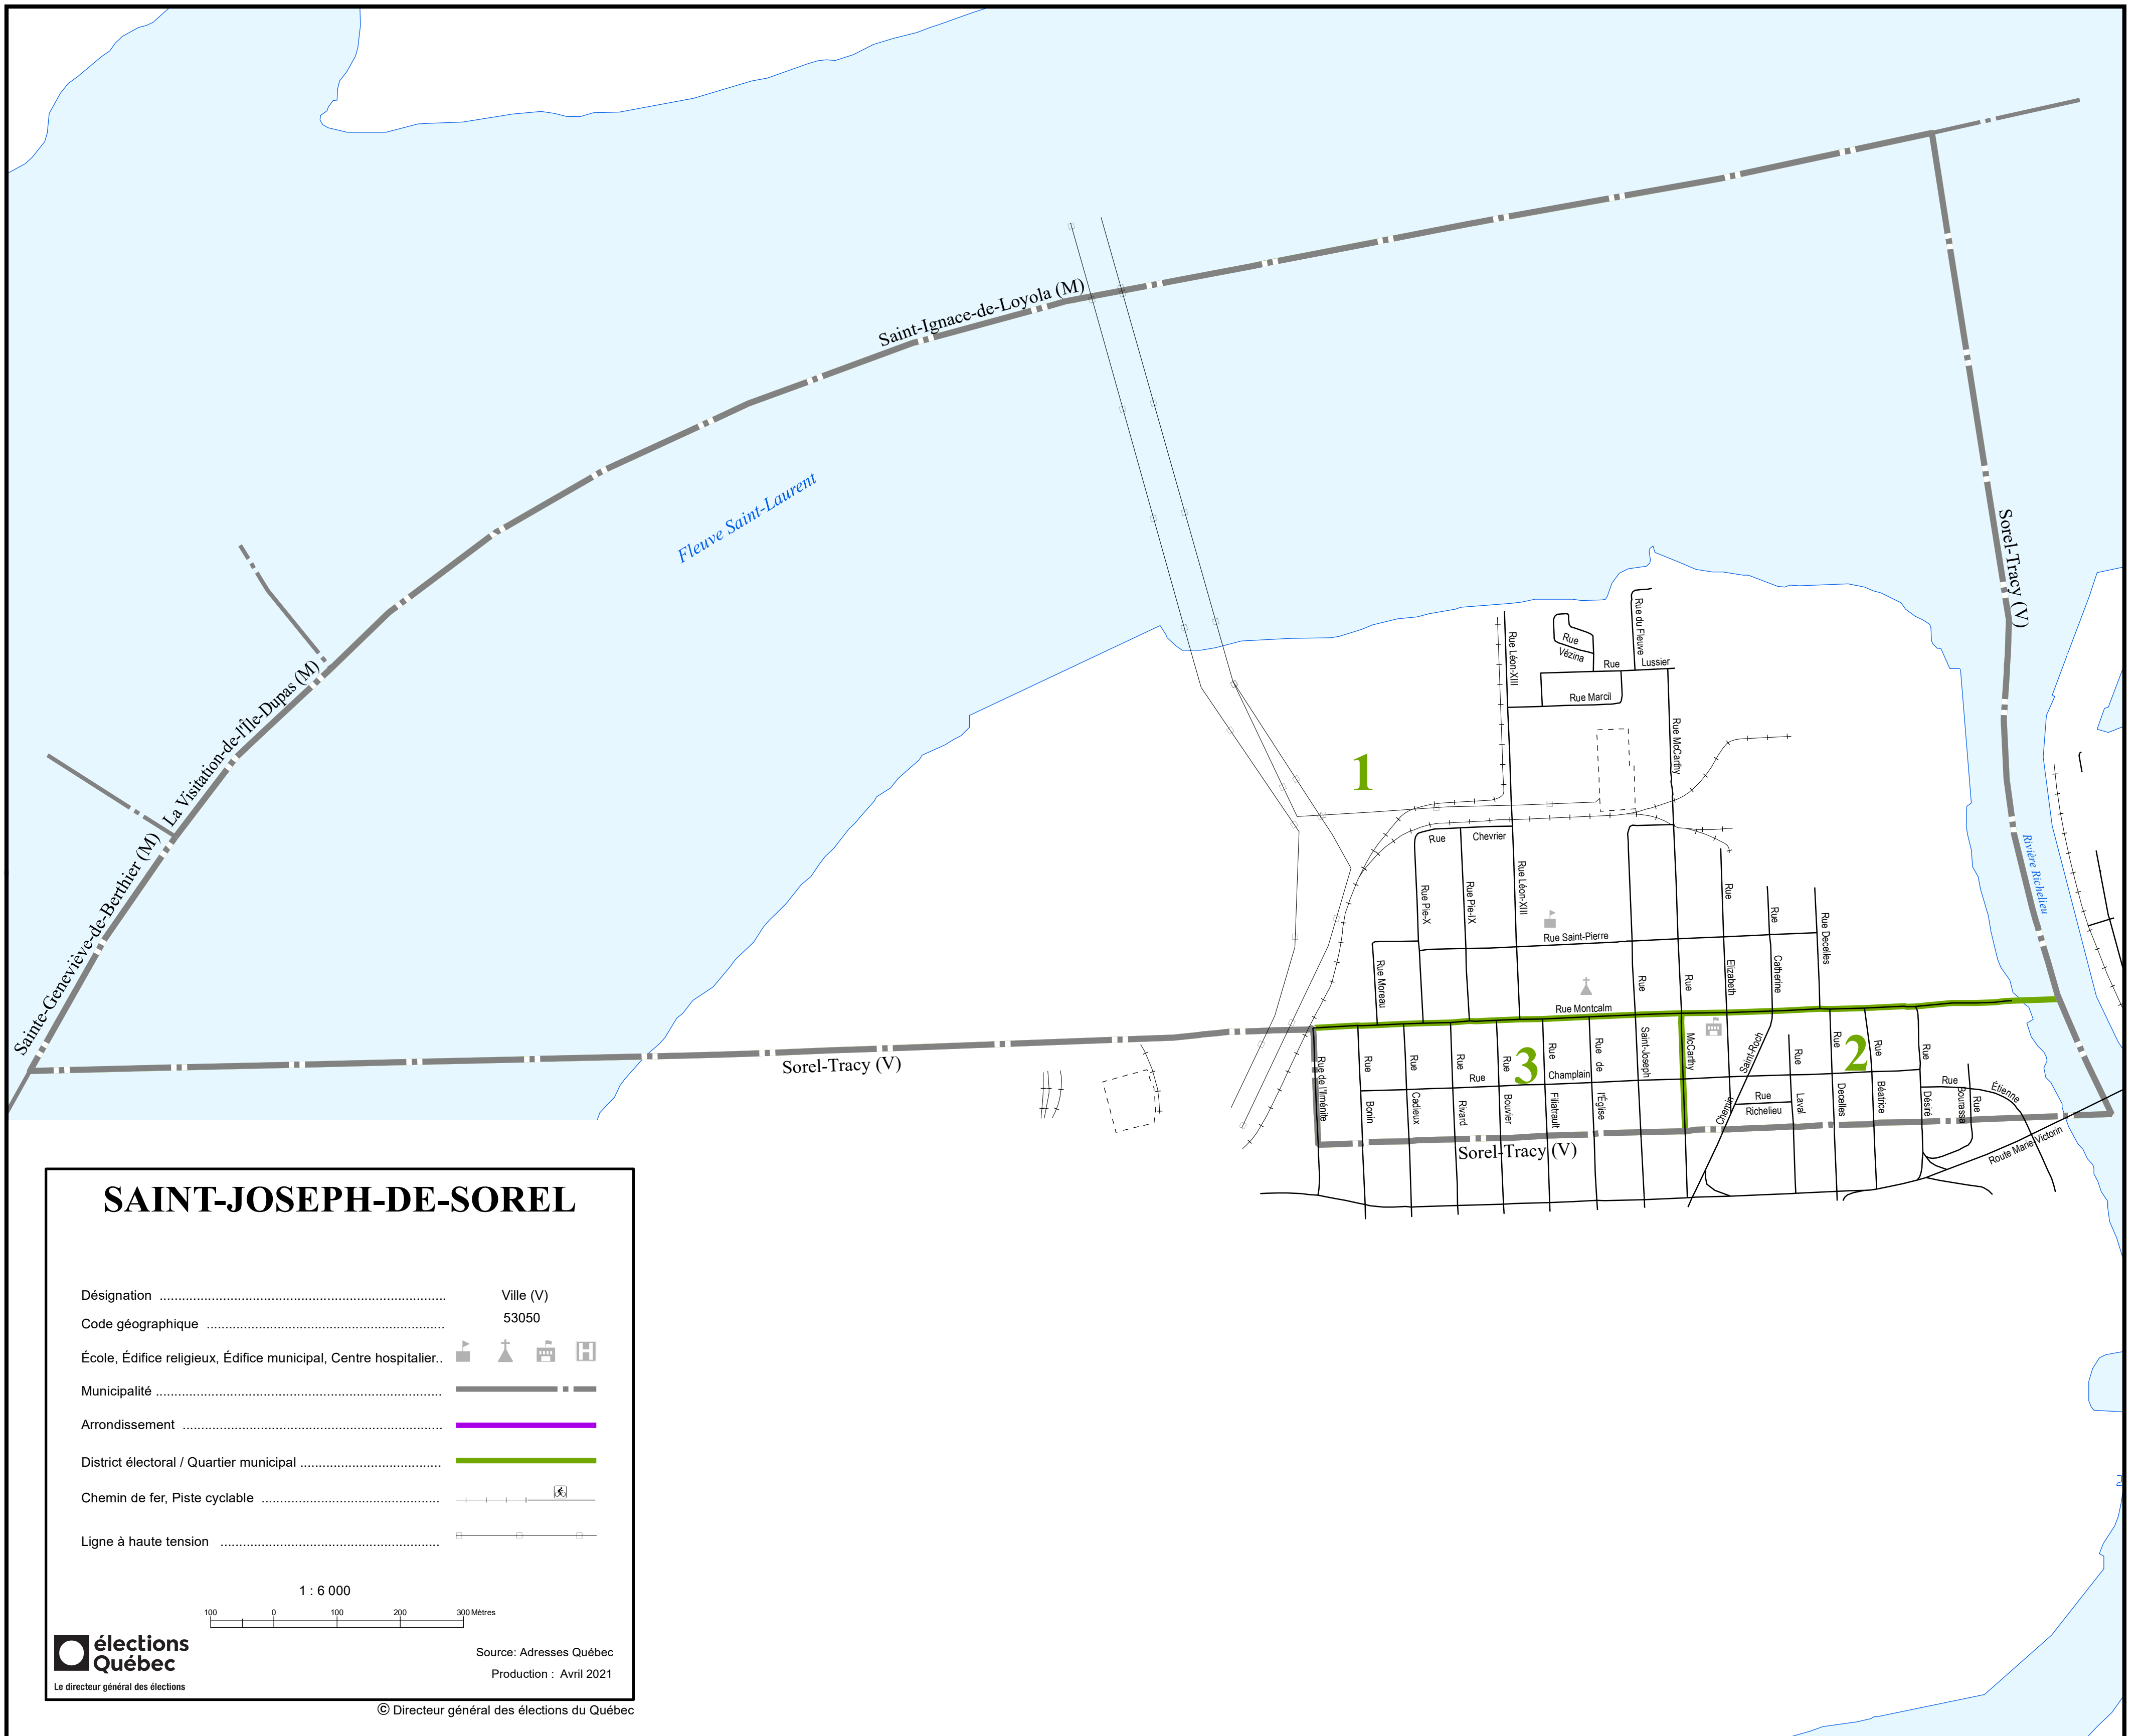 Saint-Ignace-de-Loyola (M)
Fleuve Saint-Laurent
Sorel-Tracy (V)
La Visitation-de-l'Île-Dupas (M)
Sainte-Geneviève-de-Berthier (M)
Rivière Richelieu
Sorel-Tracy (V)
Sorel-Tracy (V)
1
2
3
Rue Léon-XIII
Rue
Vézina
Rue du Fleuve
Rue Lussier
Rue Marcil
Rue McCarthy
Rue Chevrier
Rue Pie-X
Rue Pie-IX
Rue Léon-XIII
Rue Saint-Pierre
Rue Moreau
Rue Montcalm
Rue
Saint-Joseph
Rue
McCarthy
Rue
Elizabeth
Rue
Catherine
Rue Decelles
Chemin Saint-Roch
Rue de l'Ilménite
Rue
Bonin
Rue
Cadieux
Rue
Rivard
Rue
Bouvier
Rue
Filiatrault
Rue de
l'Église
Rue Champlain
Rue
Richelieu
Rue
Laval
Rue
Decelles
Rue
Béatrice
Rue
Désiré
Rue
Bourassa
Rue Étienne
Route Marie-Victorin
SAINT-JOSEPH-DE-SOREL
Désignation ............................................................................ Ville (V)
Code géographique ............................................................... 53050
École, Édifice religieux, Édifice municipal, Centre hospitalier.. H
Municipalité ............................................................................
Arrondissement .....................................................................
District électoral / Quartier municipal .....................................
Chemin de fer, Piste cyclable ...............................................
Ligne à haute tension ..........................................................
1 : 6 000
100 0 100 200 300 Mètres
élections
Québec
Le directeur général des élections
Source: Adresses Québec
Production : Avril 2021
© Directeur général des élections du Québec